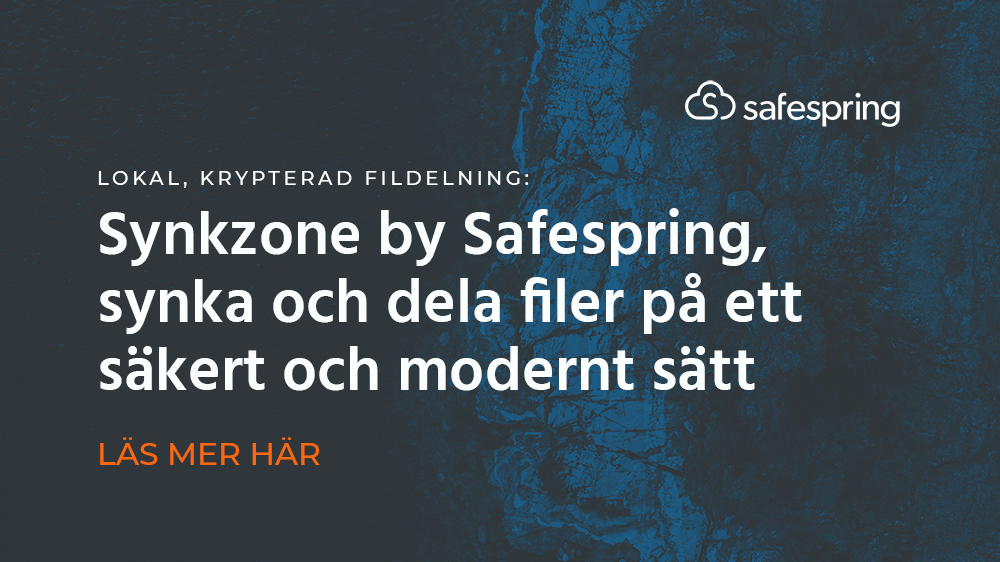 safespring
LOKAL, KRYPTERAD FILDELNING:
Synkzone by Safespring,
synka och dela filer på ett
säkert och modernt sätt
LÄS MER HÄR